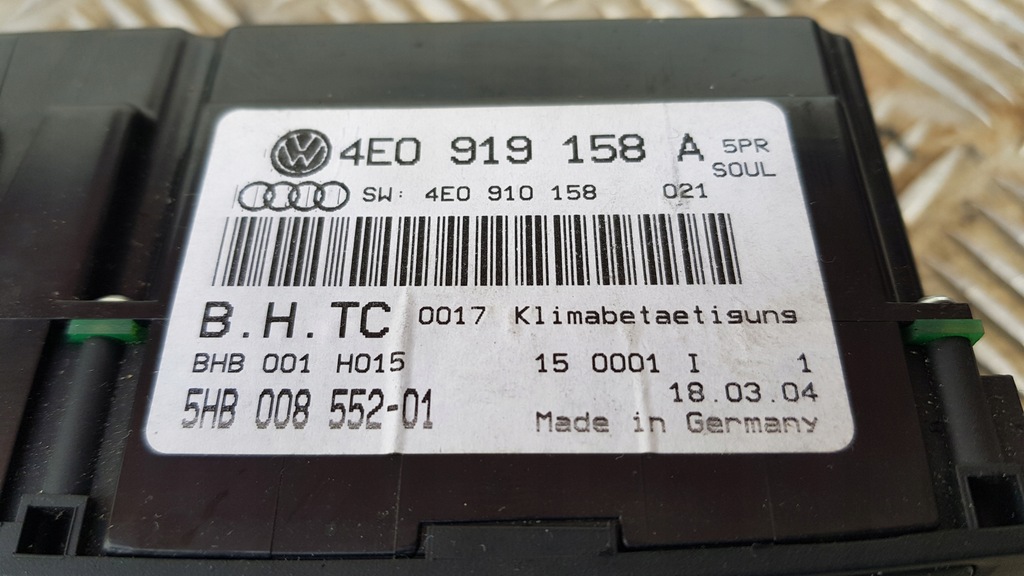 4E0 919 158 A 5PR
SOUL
SW: 4E0 910 158 021
B.H.TC 0017 Klimabetaetigung
BHB 001 H015 15 0001 I 1
18.03.04
5HB 008 552-01 Made in Germany